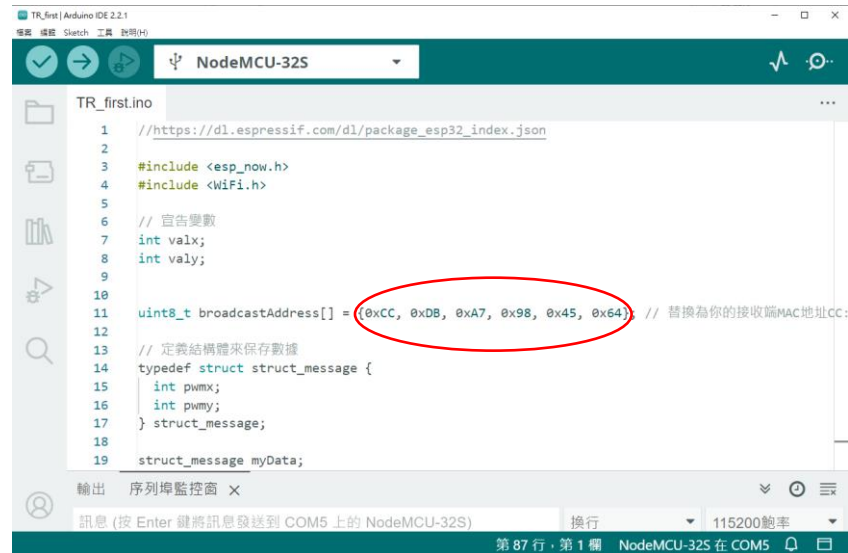 TR_first | Arduino IDE 2.2.1
檔案 編輯 Sketch 工具 說明(H)
NodeMCU-32S
TR_first.ino
1 //https://dl.espressif.com/dl/package_esp32_index.json
2
3 #include <esp_now.h>
4 #include <WiFi.h>
5
6 // 宣告變數
7 int valx;
8 int valy;
9
10
11 uint8_t broadcastAddress[] = {0xCC, 0xDB, 0xA7, 0x98, 0x45, 0x64}; // 替換為你的接收端MAC地址CC:
12
13 // 定義結構體來保存數據
14 typedef struct struct_message {
15 int pwmx;
16 int pwmy;
17 } struct_message;
18
19 struct_message myData;
輸出 序列埠監控窗
訊息 (按 Enter 鍵將訊息發送到 COM5 上的 NodeMCU-32S) 換行 115200鮑率
第 87 行，第 1 欄 NodeMCU-32S 在 COM5